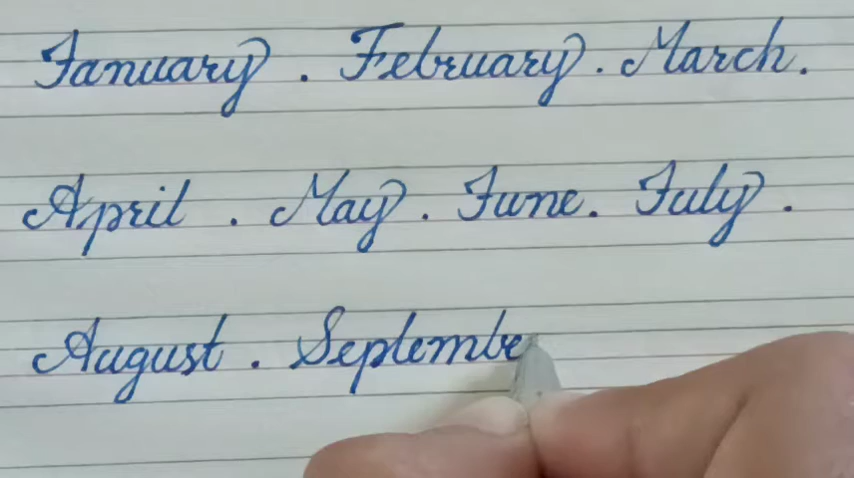 January . February . March .
April . May . June . July .
August . Septembe